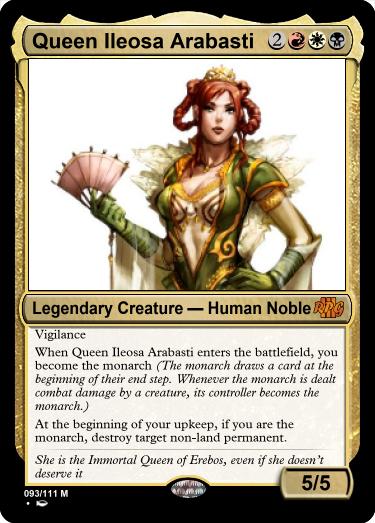 Queen Ileosa Arabasti 2
Legendary Creature — Human Noble RPG
Vigilance
When Queen Ileosa Arabasti enters the battlefield, you
become the monarch (The monarch draws a card at the
beginning of their end step. Whenever the monarch is dealt
combat damage by a creature, its controller becomes the
monarch.)
At the beginning of your upkeep, if you are the
monarch, destroy target non-land permanent.
She is the Immortal Queen of Erebos, even if she doesn't
deserve it
5/5
093/111 M